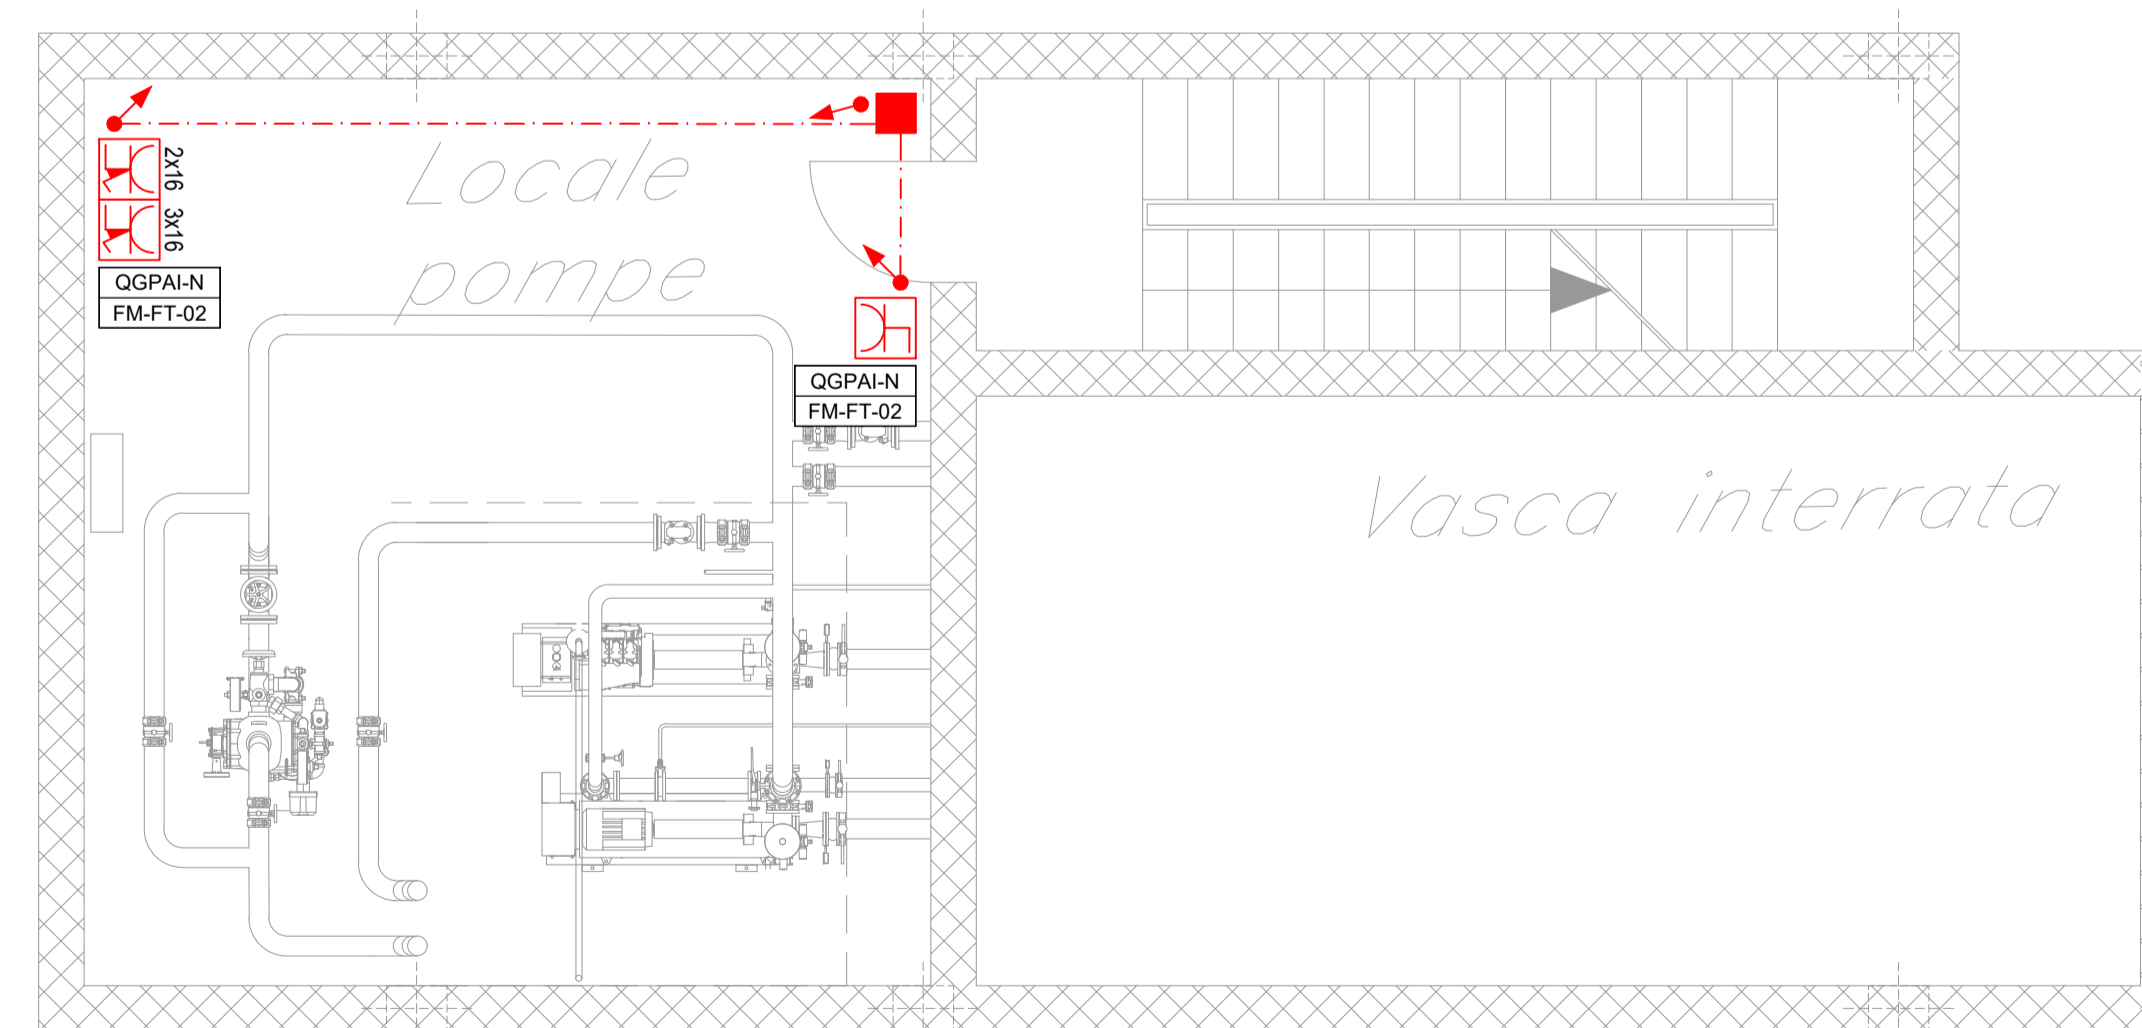 Locale
pompe
2x16
3x16
QGPAI-N
FM-FT-02
QGPAI-N
FM-FT-02
Vasca interrata